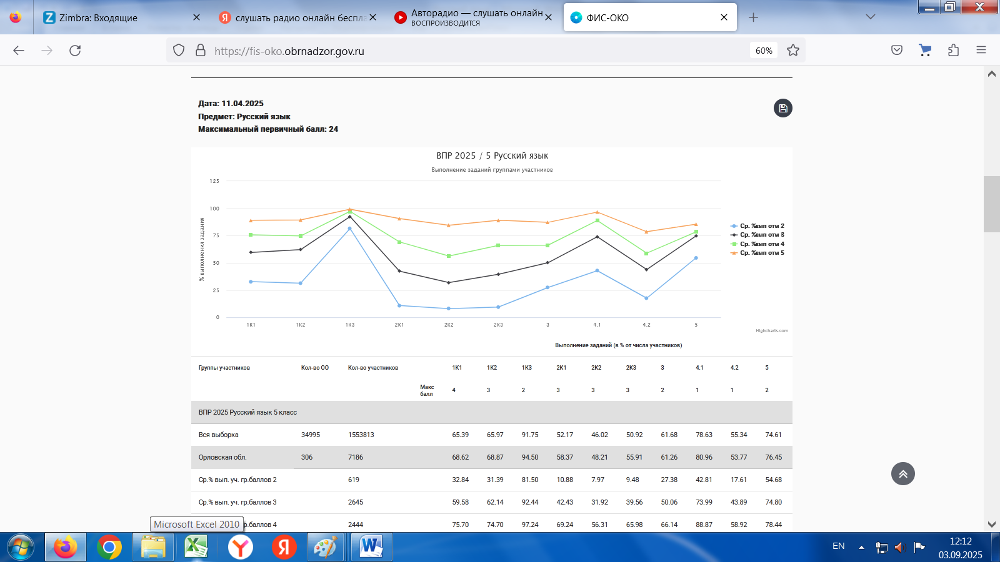 Zimbra: Входящие
слушать радио онлайн беспла
Авторадио — слушать онлайн
ВОСПРОИЗВОДИТСЯ
ФИС-ОКО
https://fis-oko.obrnadzor.gov.ru
60%
Дата: 11.04.2025
Предмет: Русский язык
Максимальный первичный балл: 24
ВПР 2025 / 5 Русский язык
Выполнение заданий группами участников
% выполнения задания
125
100
75
50
25
0
1К1 1К2 1К3 2К1 2К2 2К3 3 4.1 4.2 5
Ср. %вып отм 2
Ср. %вып отм 3
Ср. %вып отм 4
Ср. %вып отм 5
Highcharts.com
Выполнение заданий (в % от числа участников)
Группы участников Кол-во ОО Кол-во участников 1К1 1К2 1К3 2К1 2К2 2К3 3 4.1 4.2 5
Макс балл 4 3 2 3 3 3 2 1 1 2
ВПР 2025 Русский язык 5 класс
Вся выборка 34995 1553813 65.39 65.97 91.75 52.17 46.02 50.92 61.68 78.63 55.34 74.61
Орловская обл. 306 7186 68.62 68.87 94.50 58.37 48.21 55.91 61.26 80.96 53.77 76.45
Ср.% вып. уч. гр.баллов 2 619 32.84 31.39 81.50 10.88 7.97 9.48 27.38 42.81 17.61 54.68
Ср.% вып. уч. гр.баллов 3 2645 59.58 62.14 92.44 42.43 31.92 39.56 50.06 73.99 43.89 74.80
р.баллов 4 2444 75.70 74.70 97.24 69.24 56.31 65.98 66.14 88.87 58.92 78.44
Microsoft Excel 2010
EN
12:12
03.09.2025